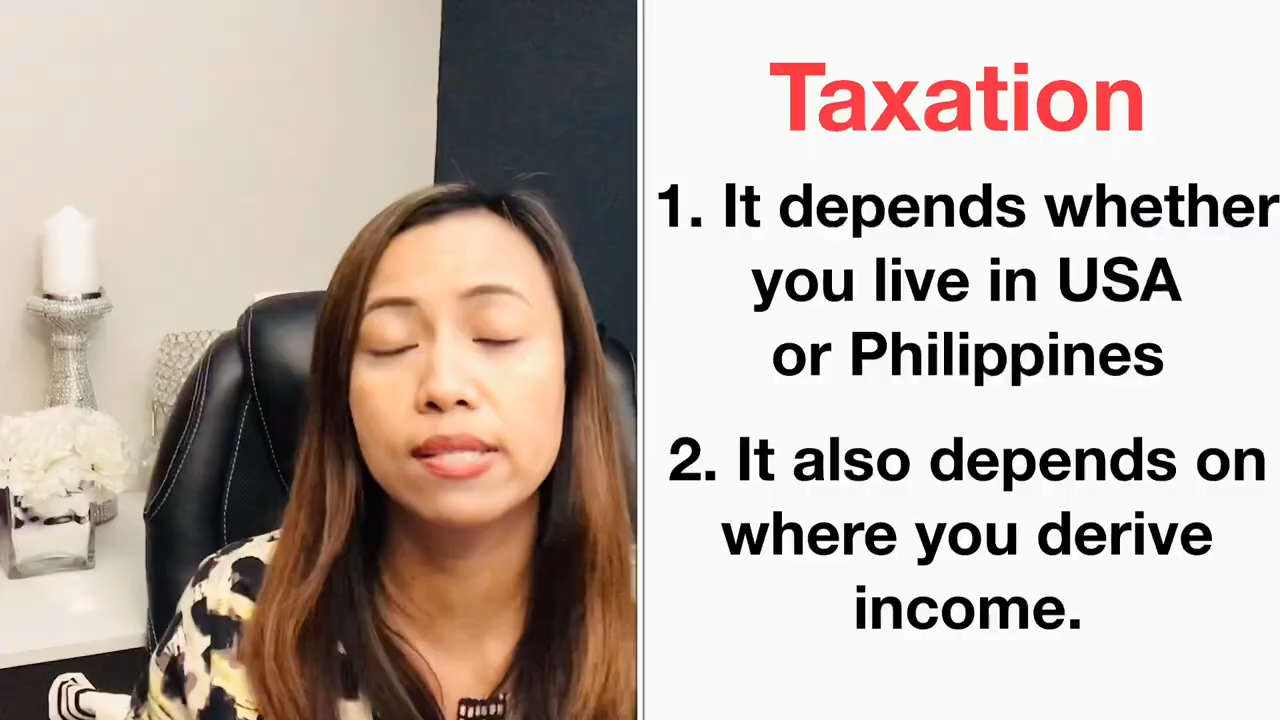 Taxation
1. It depends whether
you live in USA
or Philippines
2. It also depends on
where you derive
income.